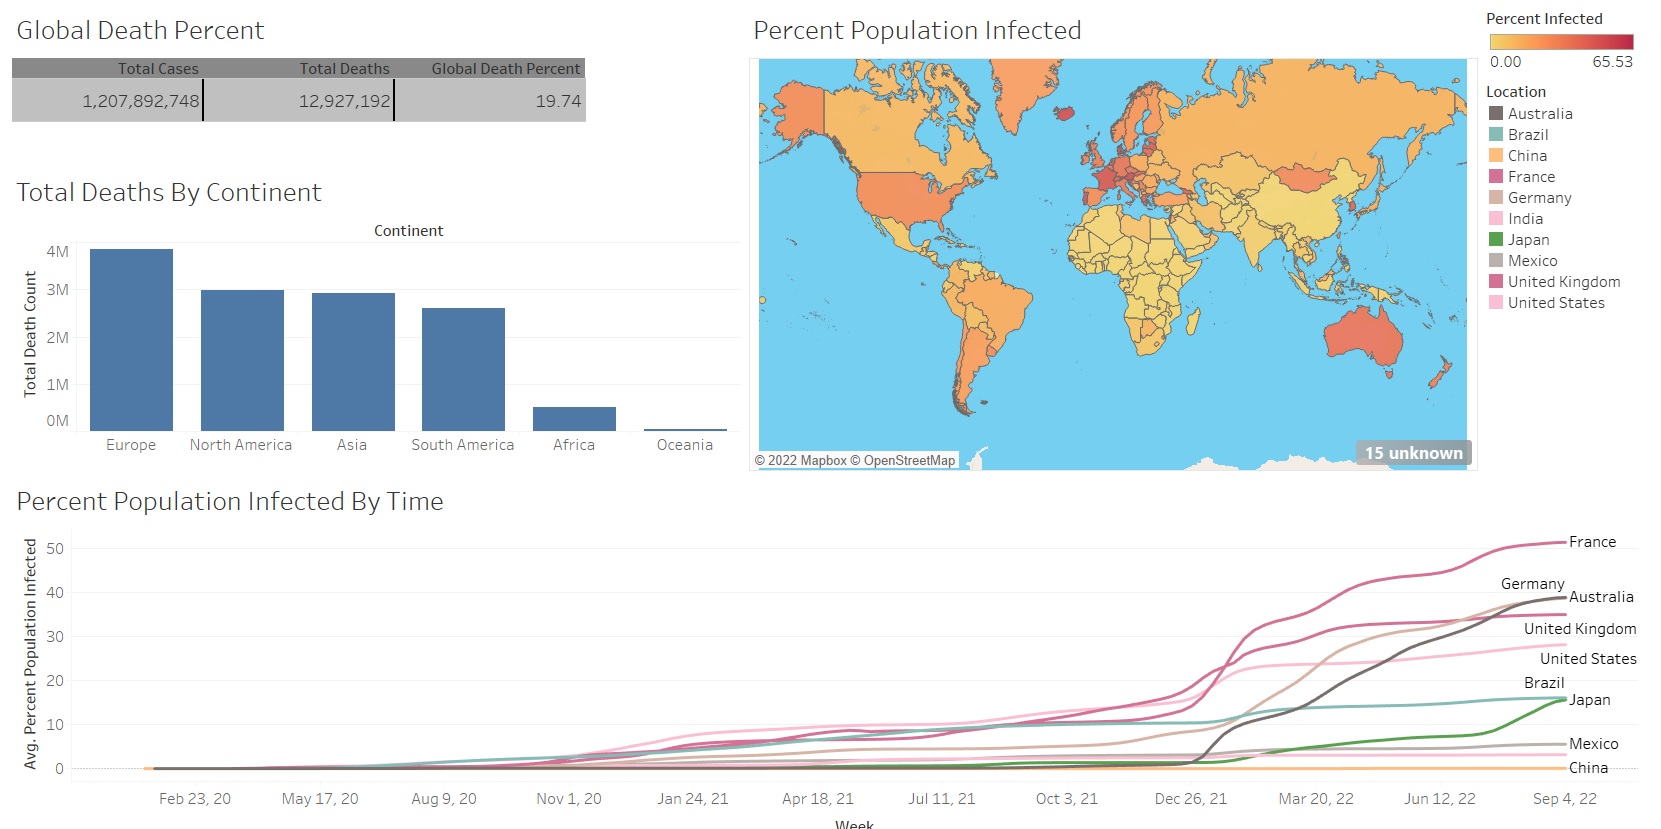 Global Death Percent
Total Cases Total Deaths Global Death Percent
1,207,892,748 12,927,192 19.74
Total Deaths By Continent
Continent
Total Death Count
4M
3M
2M
1M
0M
Europe North America Asia South America Africa Oceania
Percent Population Infected
© 2022 Mapbox © OpenStreetMap
15 unknown
Percent Infected
0.00 65.53
Location
Australia
Brazil
China
France
Germany
India
Japan
Mexico
United Kingdom
United States
Percent Population Infected By Time
Avg. Percent Population Infected
50
40
30
20
10
0
France
Germany
Australia
United Kingdom
United States
Brazil
Japan
Mexico
China
Feb 23, 20 May 17, 20 Aug 9, 20 Nov 1, 20 Jan 24, 21 Apr 18, 21 Jul 11, 21 Oct 3, 21 Dec 26, 21 Mar 20, 22 Jun 12, 22 Sep 4, 22
Week